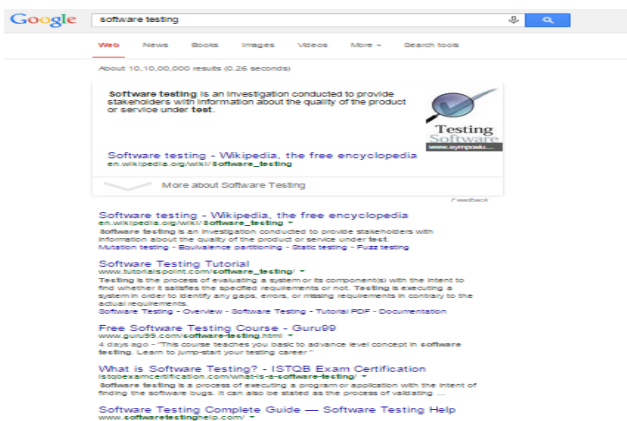 Google software testing
Web News Books Images Videos More Search tools
About 10,10,00,000 results (0.26 seconds)
Software testing is an investigation conducted to provide
stakeholders with information about the quality of the product
or service under test.
Testing
Software
www.sympowiu...
Software testing - Wikipedia, the free encyclopedia
en.wikipedia.org/wiki/Software_testing
More about Software Testing
Feedback
Software testing - Wikipedia, the free encyclopedia
en.wikipedia.org/wiki/Software_testing
Software testing is an investigation conducted to provide stakeholders with
information about the quality of the product or service under test.
Mutation testing - Equivalence partitioning - Static testing - Fuzz testing
Software Testing Tutorial
www.tutorialspoint.com/software_testing/
Testing is the process of evaluating a system or its component(s) with the intent to
find whether it satisfies the specified requirements or not. Testing is executing a
system in order to identify any gaps, errors, or missing requirements in contrary to the
actual requirements.
Software Testing - Overview - Software Testing - Tutorial PDF - Documentation
Free Software Testing Course - Guru99
www.guru99.com/software-testing.html
4 days ago - "This course teaches you basic to advance level concept in software
testing. Learn to jump-start your testing career "
What is Software Testing? - ISTQB Exam Certification
istqbexamcertification.com/what-is-a-software-testing/
Software testing is a process of executing a program or application with the intent of
finding the software bugs. It can also be stated as the process of validating ...
Software Testing Complete Guide — Software Testing Help
www.softwaretestinghelp.com/